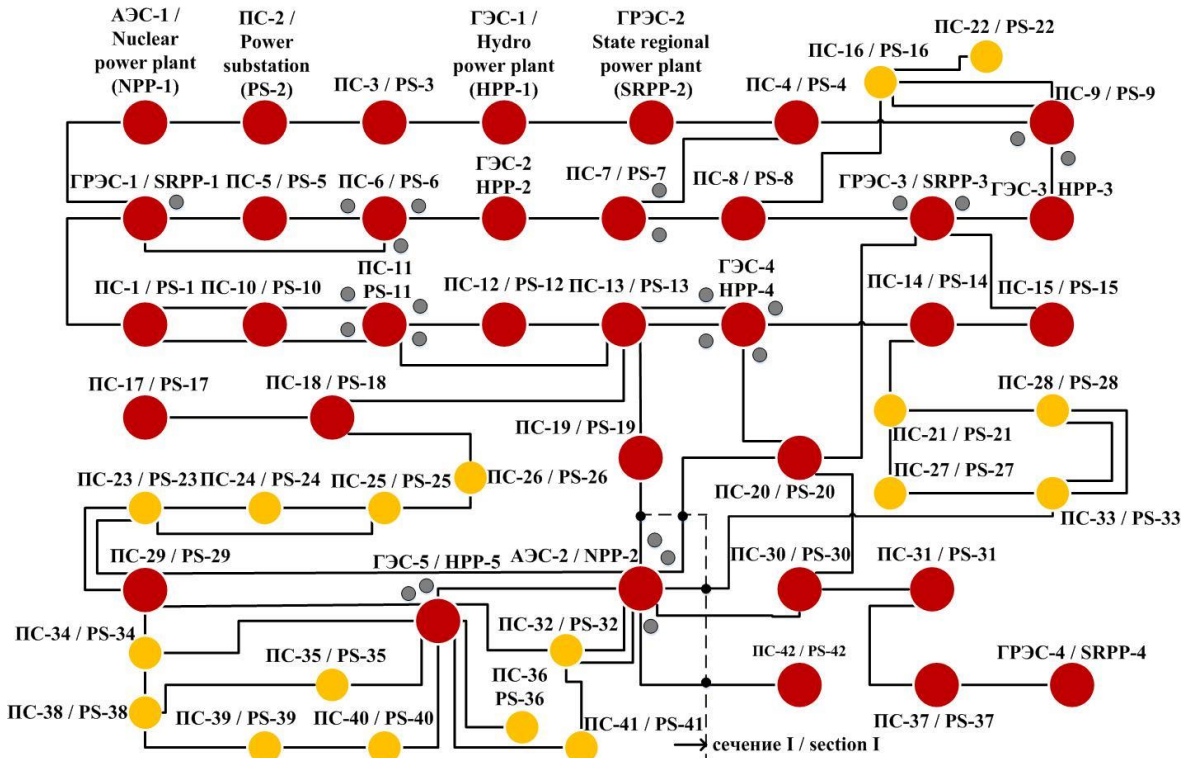 АЭС-1 /
Nuclear
power plant
(NPP-1)
ПС-2 /
Power
substation
(PS-2)
ПС-3 / PS-3
ГЭС-1 /
Hydro
power plant
(HPP-1)
ГРЭС-2
State regional
power plant
(SRPP-2)
ПС-4 / PS-4
ПС-16 / PS-16
ПС-22 / PS-22
ПС-9 / PS-9
ГРЭС-1 / SRPP-1
ПС-5 / PS-5
ПС-6 / PS-6
ГЭС-2
HPP-2
ПС-7 / PS-7
ПС-8 / PS-8
ГРЭС-3 / SRPP-3
ГЭС-3 HPP-3
ПС-1 / PS-1
ПС-10 / PS-10
ПС-11
PS-11
ПС-12 / PS-12
ПС-13 / PS-13
ГЭС-4
HPP-4
ПС-14 / PS-14
ПС-15 / PS-15
ПС-17 / PS-17
ПС-18 / PS-18
ПС-19 / PS-19
ПС-28 / PS-28
ПС-21 / PS-21
ПС-23 / PS-23
ПС-24 / PS-24
ПС-25 / PS-25
ПС-26 / PS-26
ПС-20 / PS-20
ПС-27 / PS-27
ПС-33 / PS-33
ПС-29 / PS-29
ГЭС-5 / HPP-5
АЭС-2 / NPP-2
ПС-30 / PS-30
ПС-31 / PS-31
ПС-34 / PS-34
ПС-35 / PS-35
ПС-32 / PS-32
ПС-36
PS-36
ПС-42 / PS-42
ГРЭС-4 / SRPP-4
ПС-38 / PS-38
ПС-39 / PS-39
ПС-40 / PS-40
ПС-41 / PS-41
ПС-37 / PS-37
сечение I / section I